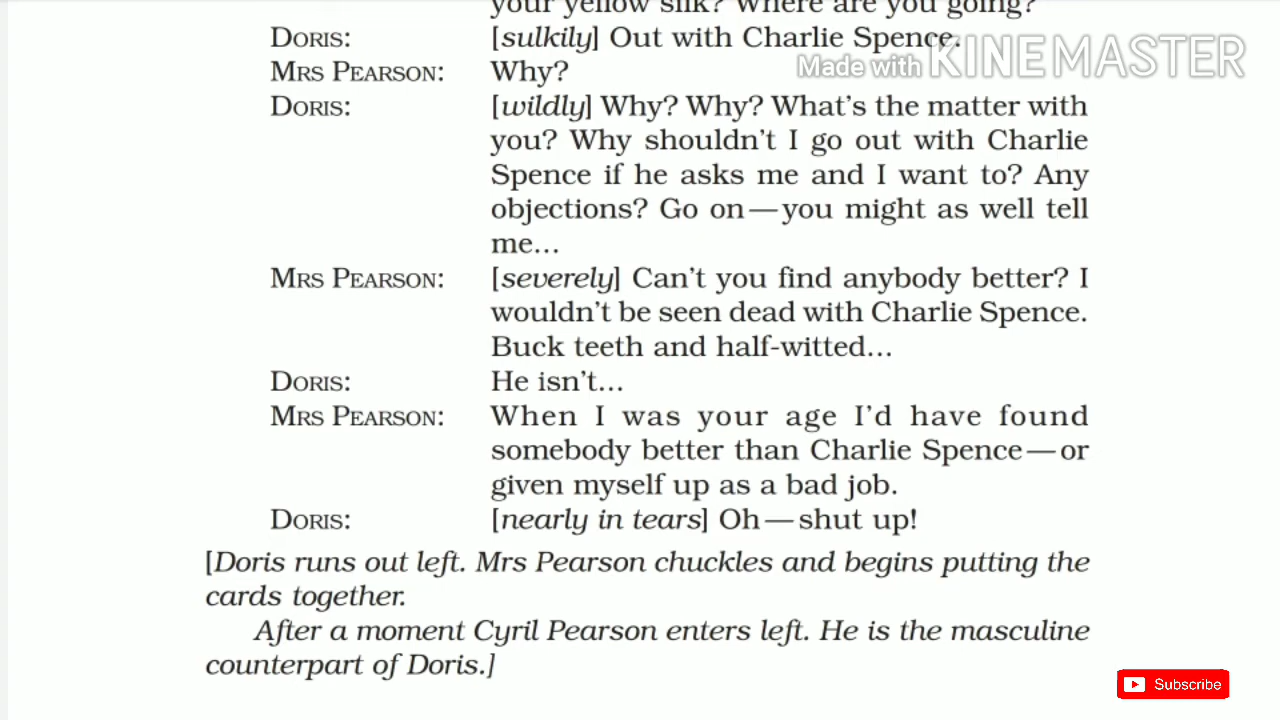 your yellow silk? Where are you going?
DORIS: [sulkily] Out with Charlie Spence.
Made with KINEMASTER
MRS PEARSON: Why?
DORIS: [wildly] Why? Why? What's the matter with
you? Why shouldn't I go out with Charlie
Spence if he asks me and I want to? Any
objections? Go on—you might as well tell
me...
MRS PEARSON: [severely] Can't you find anybody better? I
wouldn't be seen dead with Charlie Spence.
Buck teeth and half-witted...
DORIS: He isn't...
MRS PEARSON: When I was your age I'd have found
somebody better than Charlie Spence—or
given myself up as a bad job.
DORIS: [nearly in tears] Oh—shut up!
[Doris runs out left. Mrs Pearson chuckles and begins putting the
cards together.
After a moment Cyril Pearson enters left. He is the masculine
counterpart of Doris.]
Subscribe